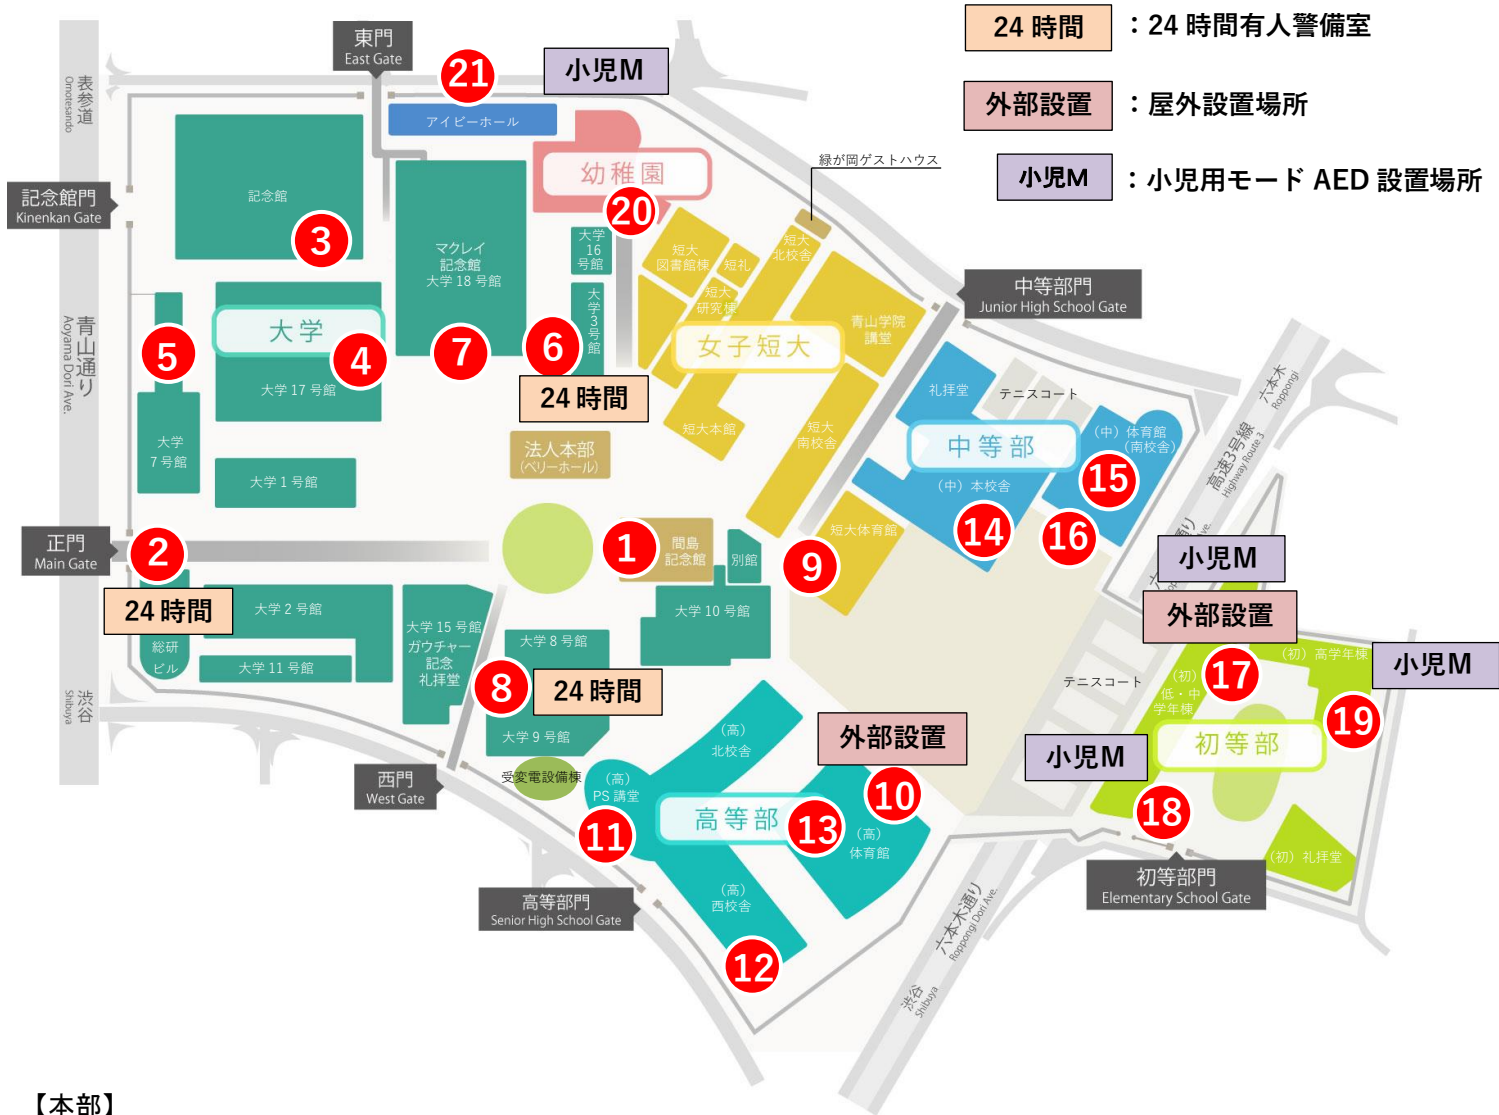 24 時間
：24 時間有人警備室
外部設置
：屋外設置場所
小児M
：小児用モード AED 設置場所
東門
East Gate
21
小児M
アイビーホール
表参道
Omotesando
幼稚園
20
緑が岡ゲストハウス
記念館門
Kinenkan Gate
記念館
3
マクレイ
記念館
大学 18 号館
7
大学
16
号館
大学3号館
6
24 時間
短大
図書館棟
短礼
短大
研究棟
短大
北校舎
青山学院
講堂
女子短大
短大本館
短大
南校舎
中等部門
Junior High School Gate
青山通り
Aoyama Dori Ave.
5
大学
4
大学 17 号館
大学
7 号館
大学 1 号館
法人本部
(ベリーホール)
礼拝堂
テニスコート
中等部
（中）体育館
（南校舎）
15
（中）本校舎
14
16
六本木
Roppongi
高速3号線
Highway Route 3
正門
Main Gate
2
24 時間
総研
ビル
大学 2 号館
大学 11 号館
1
間島
記念館
別館
9
短大体育館
大学 10 号館
大学 15 号館
ガウチャー
記念
礼拝堂
大学 8 号館
8
24 時間
大学 9 号館
渋谷
Shibuya
西門
West Gate
受変電設備棟
小児M
外部設置
（初）高学年棟
小児M
17
（初）
低・中
学年棟
19
初等部
テニスコート
小児M
18
（初）礼拝堂
初等部門
Elementary School Gate
（高）
北校舎
外部設置
10
（高）
PS 講堂
11
高等部
13
（高）
体育館
（高）
西校舎
12
高等部門
Senior High School Gate
六本木通り
Roppongi Dori Ave.
渋谷
Shibuya
【本部】